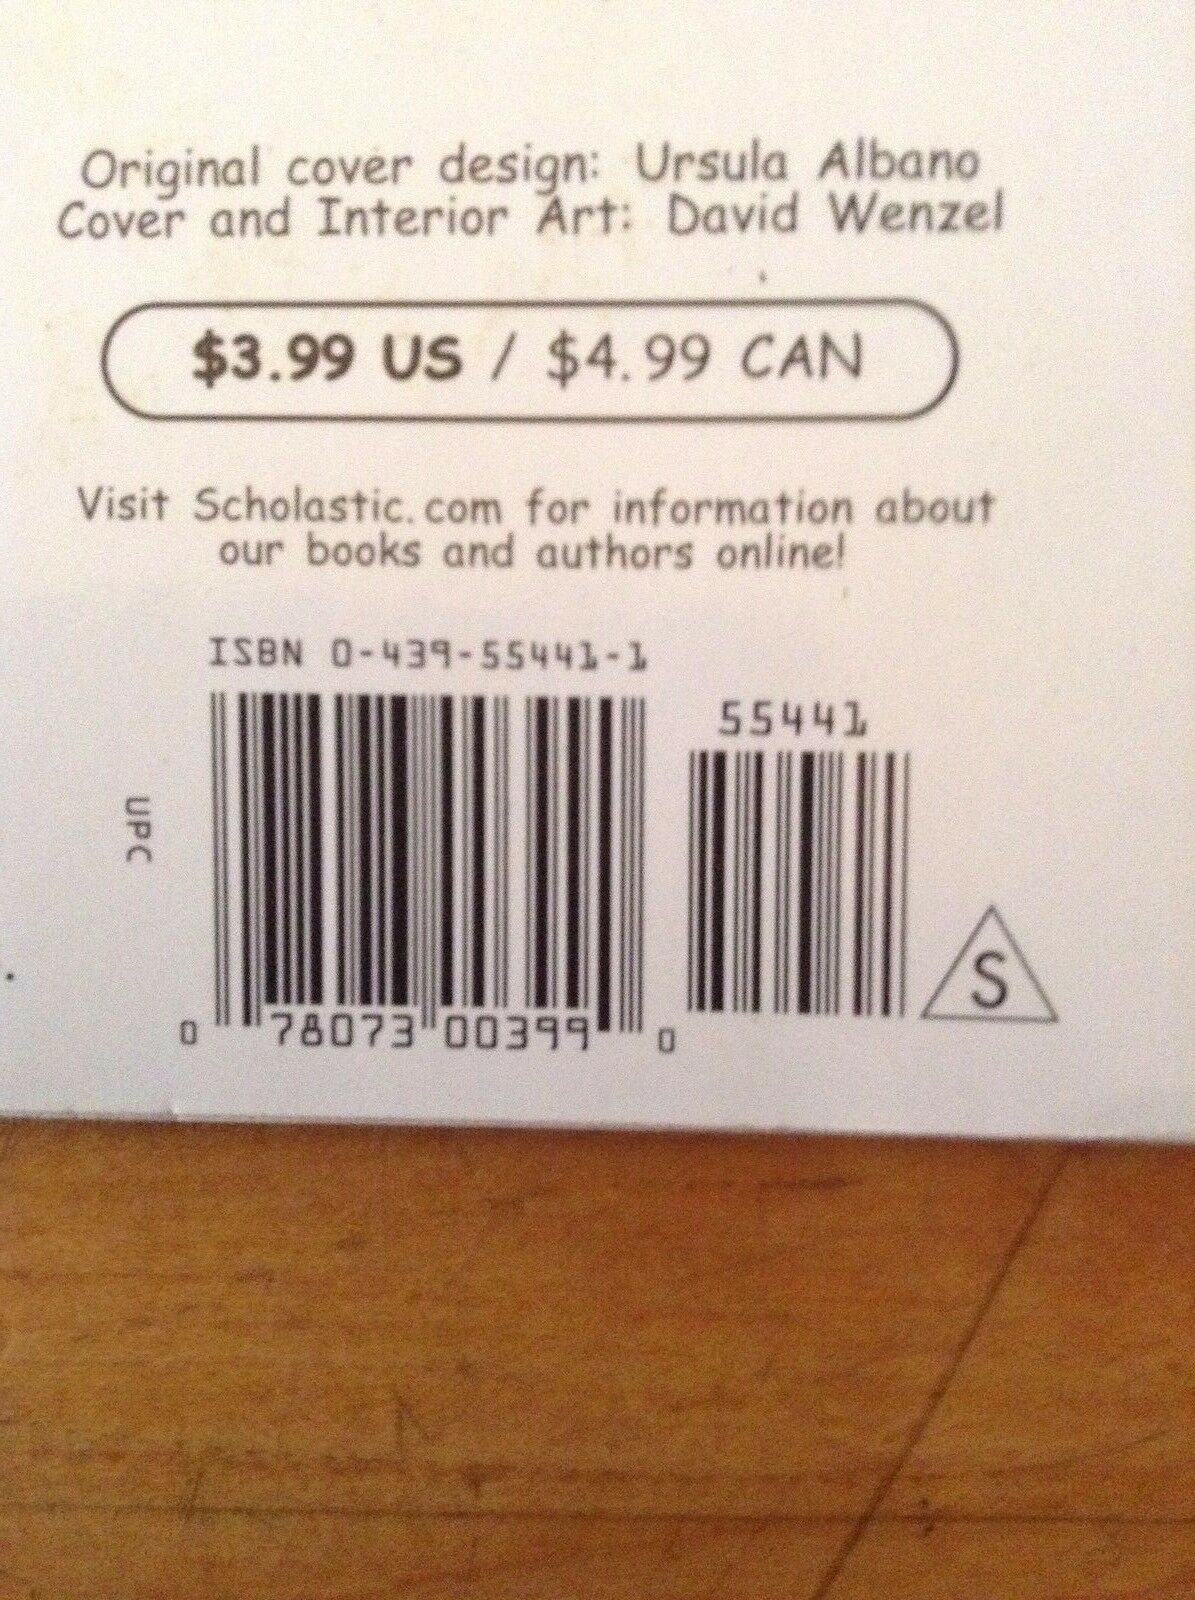 Original cover design: Ursula Albano
Cover and Interior Art: David Wenzel
$3.99 US / $4.99 CAN
Visit Scholastic.com for information about
our books and authors online!
ISBN 0-439-55441-1
55441
UPC
0 78073 00399 0
S